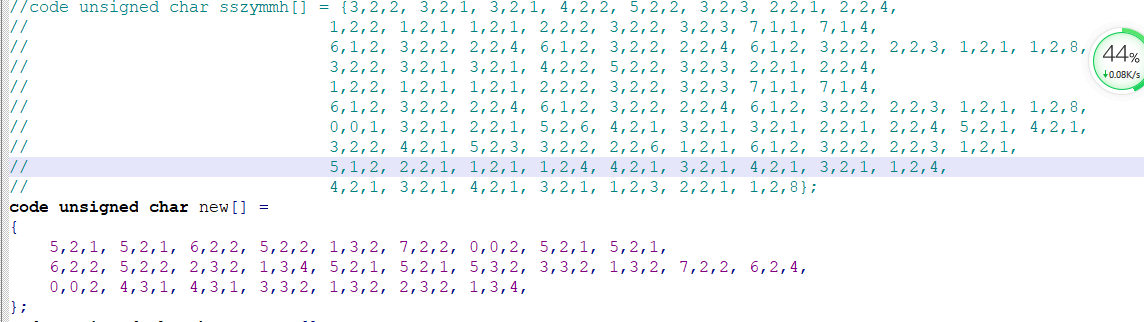 //code unsigned char sszymmh[] = {3,2,2, 3,2,1, 3,2,1, 4,2,2, 5,2,2, 3,2,3, 2,2,1, 2,2,4,
// 1,2,2, 1,2,1, 1,2,1, 2,2,2, 3,2,2, 3,2,3, 7,1,1, 7,1,4,
// 6,1,2, 3,2,2, 2,2,4, 6,1,2, 3,2,2, 2,2,4, 6,1,2, 3,2,2, 2,2,3, 1,2,1, 1,2,8,
// 3,2,2, 3,2,1, 3,2,1, 4,2,2, 5,2,2, 3,2,3, 2,2,1, 2,2,4,
// 1,2,2, 1,2,1, 1,2,1, 2,2,2, 3,2,2, 3,2,3, 7,1,1, 7,1,4,
// 6,1,2, 3,2,2, 2,2,4, 6,1,2, 3,2,2, 2,2,4, 6,1,2, 3,2,2, 2,2,3, 1,2,1, 1,2,8,
// 0,0,1, 3,2,1, 2,2,1, 5,2,6, 4,2,1, 3,2,1, 3,2,1, 2,2,1, 2,2,4, 5,2,1, 4,2,1,
// 3,2,2, 4,2,1, 5,2,3, 3,2,2, 2,2,6, 1,2,1, 6,1,2, 3,2,2, 2,2,3, 1,2,1,
// 5,1,2, 2,2,1, 1,2,1, 1,2,4, 4,2,1, 3,2,1, 4,2,1, 3,2,1, 1,2,4,
// 4,2,1, 3,2,1, 4,2,1, 3,2,1, 1,2,3, 2,2,1, 1,2,8};
code unsigned char new[] =
{
5,2,1, 5,2,1, 6,2,2, 5,2,2, 1,3,2, 7,2,2, 0,0,2, 5,2,1, 5,2,1,
6,2,2, 5,2,2, 2,3,2, 1,3,4, 5,2,1, 5,2,1, 5,3,2, 3,3,2, 1,3,2, 7,2,2, 6,2,4,
0,0,2, 4,3,1, 4,3,1, 3,3,2, 1,3,2, 2,3,2, 1,3,4,
};
44%
0.08K/s